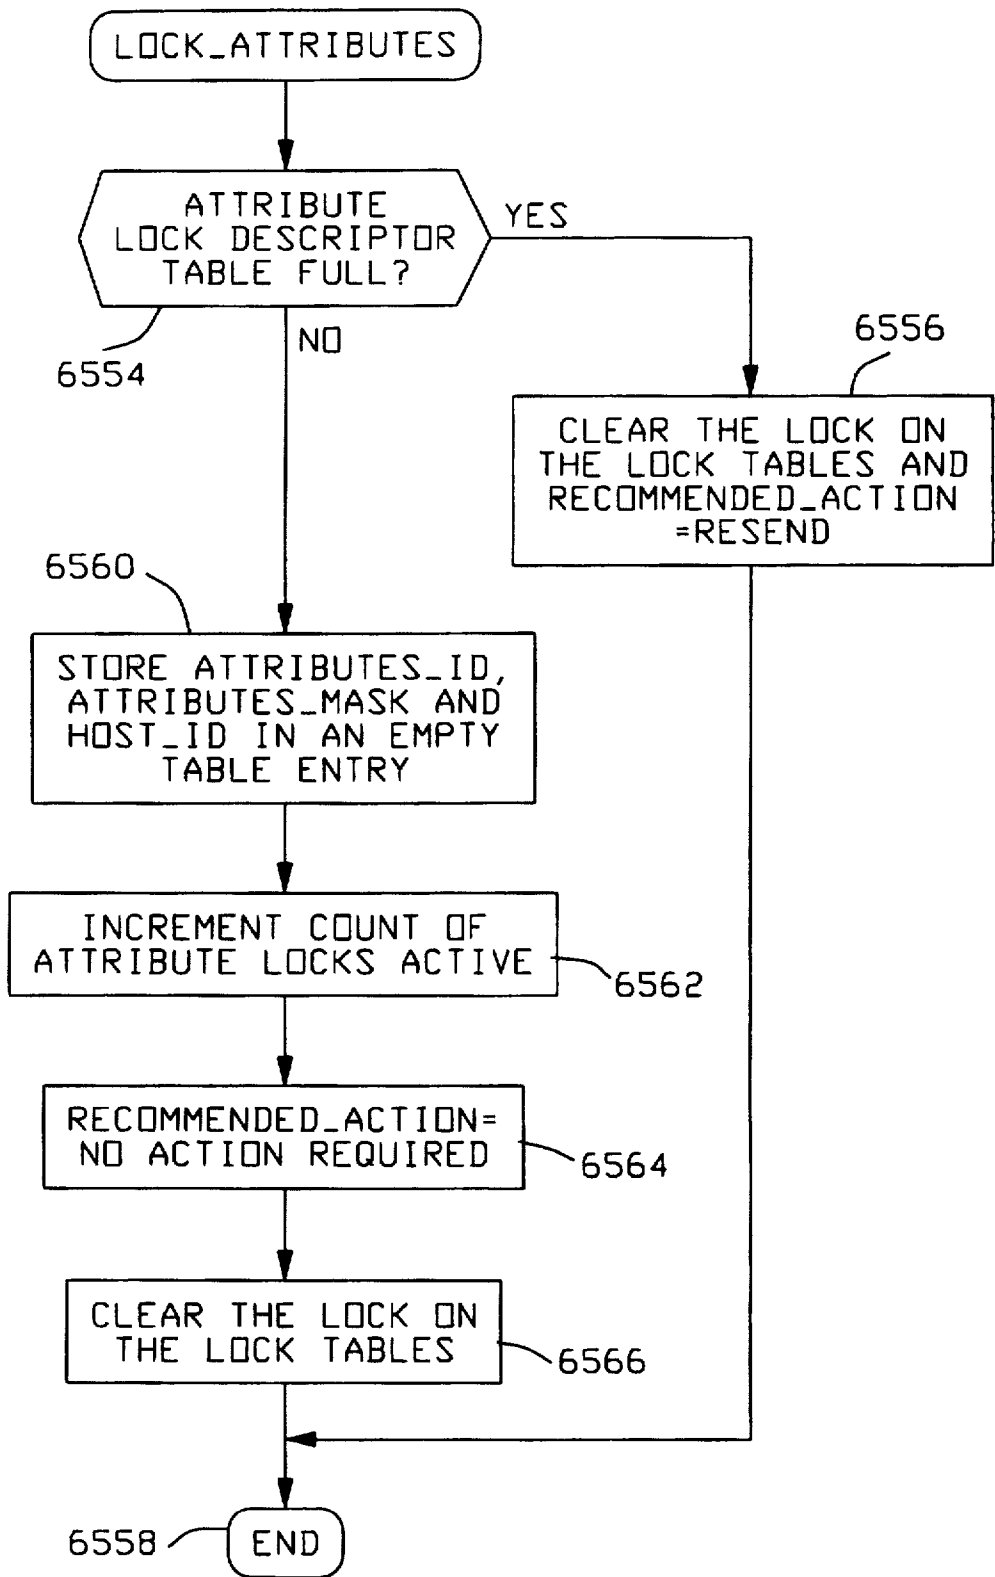 LOCK_ATTRIBUTES
ATTRIBUTE
LOCK DESCRIPTOR
TABLE FULL?
YES
6554
NO
6556
CLEAR THE LOCK ON
THE LOCK TABLES AND
RECOMMENDED_ACTION
=RESEND
6560
STORE ATTRIBUTES_ID,
ATTRIBUTES_MASK AND
HOST_ID IN AN EMPTY
TABLE ENTRY
INCREMENT COUNT OF
ATTRIBUTE LOCKS ACTIVE
6562
RECOMMENDED_ACTION=
NO ACTION REQUIRED
6564
CLEAR THE LOCK ON
THE LOCK TABLES
6566
6558
END